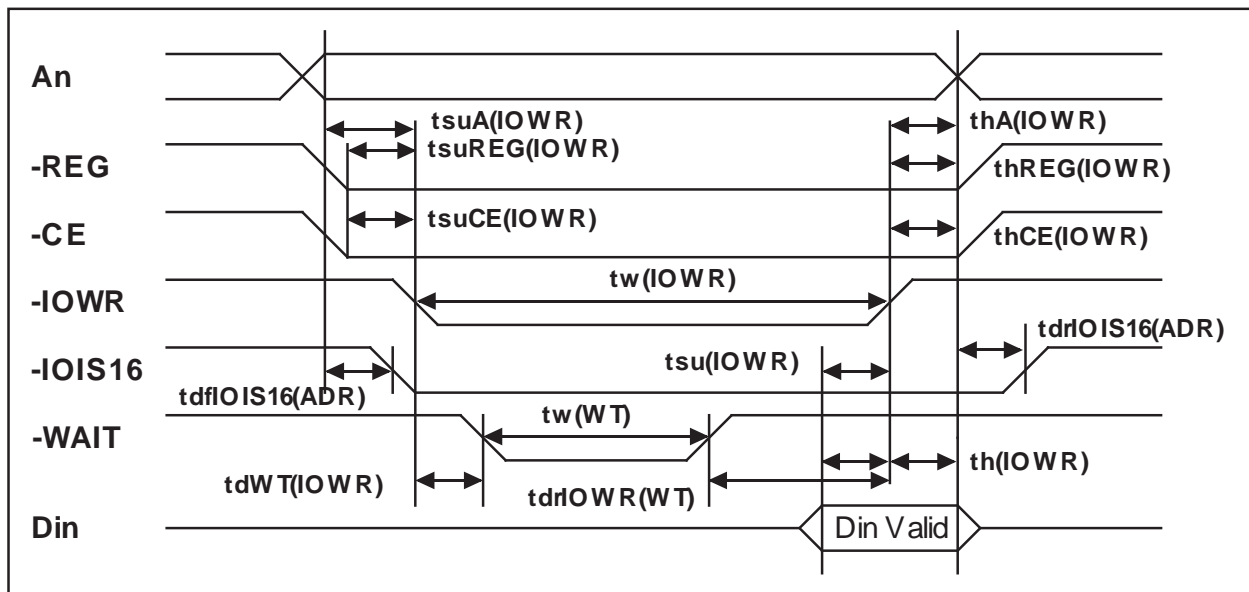 An
tsuA(IOWR)
thA(IOWR)
tsuREG(IOWR)
-REG
thREG(IOWR)
tsuCE(IOWR)
-CE
thCE(IOWR)
tw(IOWR)
-IOWR
tdrIOIS16(ADR)
tsu(IOWR)
-IOIS16
tdfIOIS16(ADR)
tw(WT)
-WAIT
th(IOWR)
tdWT(IOWR)
tdrIOWR(WT)
Din
Din Valid